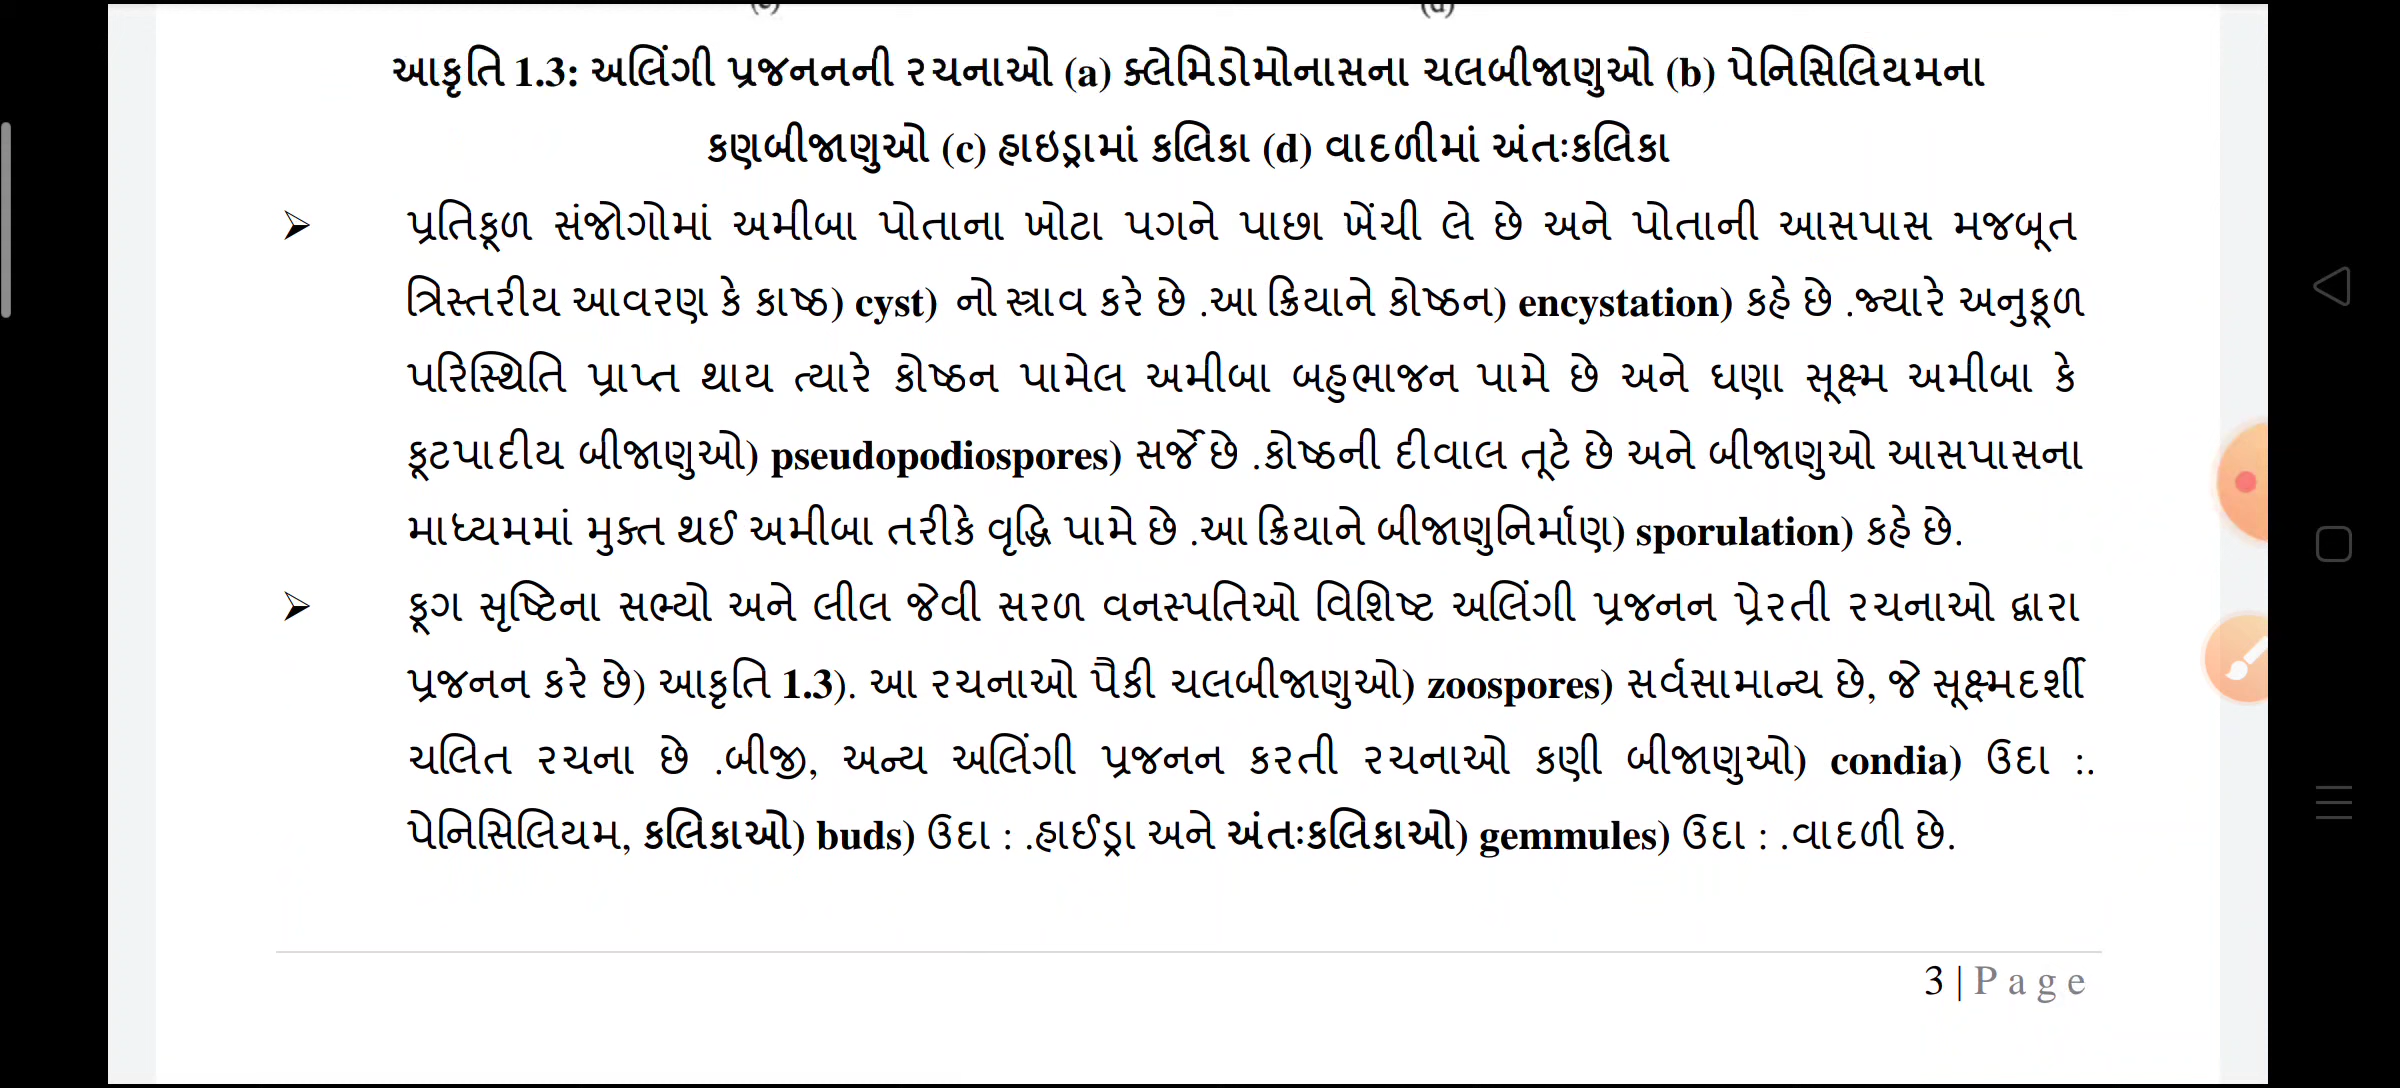 આકૃતિ 1.3: અલિંગી પ્રજનનની રચનાઓ (a) ક્લેમિડોમોનાસના ચલબીજાણુઓ (b) પેનિસિલિયમના
કણબીજાણુઓ (c) હાઇડ્રામાં કલિકા (d) વાદળીમાં અંતઃકલિકા
➢ પ્રતિકૂળ સંજોગોમાં અમીબા પોતાના ખોટા પગને પાછા ખેંચી લે છે અને પોતાની આસપાસ મજબૂત
ત્રિસ્તરીય આવરણ કે કાષ્ઠ) cyst) નો સ્ત્રાવ કરે છે .આ ક્રિયાને કોષ્ઠન) encystation) કહે છે .જ્યારે અનુકૂળ
પરિસ્થિતિ પ્રાપ્ત થાય ત્યારે કોષ્ઠન પામેલ અમીબા બહુભાજન પામે છે અને ઘણા સૂક્ષ્મ અમીબા કે
કૂટપાદીય બીજાણુઓ) pseudopodiospores) સર્જે છે .કોષ્ઠની દીવાલ તૂટે છે અને બીજાણુઓ આસપાસના
માધ્યમમાં મુક્ત થઈ અમીબા તરીકે વૃદ્ધિ પામે છે .આ ક્રિયાને બીજાણુનિર્માણ) sporulation) કહે છે.
➢ ફૂગ સૃષ્ટિના સભ્યો અને લીલ જેવી સરળ વનસ્પતિઓ વિશિષ્ટ અલિંગી પ્રજનન પ્રેરતી રચનાઓ દ્વારા
પ્રજનન કરે છે) આકૃતિ 1.3). આ રચનાઓ પૈકી ચલબીજાણુઓ) zoospores) સર્વસામાન્ય છે, જે સૂક્ષ્મદર્શી
ચલિત રચના છે .બીજી, અન્ય અલિંગી પ્રજનન કરતી રચનાઓ કણી બીજાણુઓ) condia) ઉદા :.
પેનિસિલિયમ, કલિકાઓ) buds) ઉદા : .હાઈડ્રા અને અંતઃકલિકાઓ) gemmules) ઉદા : .વાદળી છે.
3 | P a g e